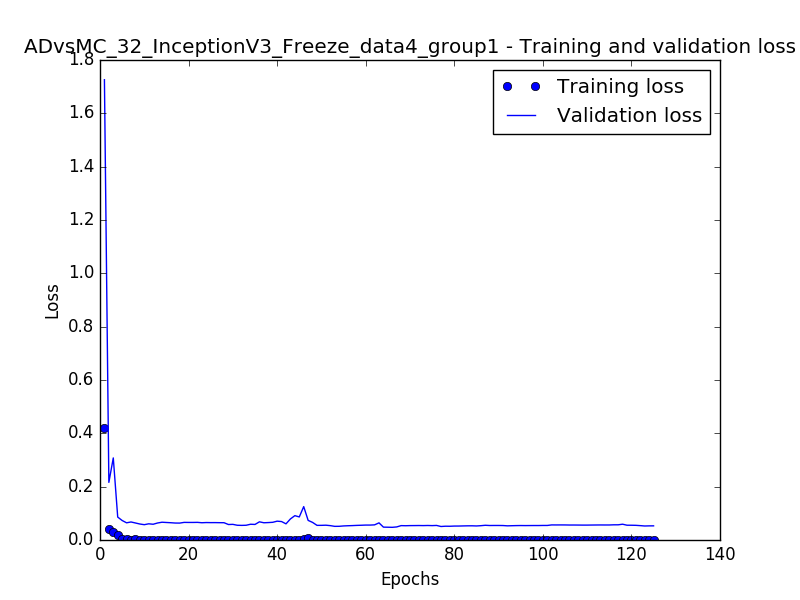 ADvsMC_32_InceptionV3_Freeze_data4_group1 - Training and validation loss
1.8
1.6
1.4
1.2
1.0
0.8
0.6
0.4
0.2
0.0
Loss
Training loss
Validation loss
0 20 40 60 80 100 120 140
Epochs